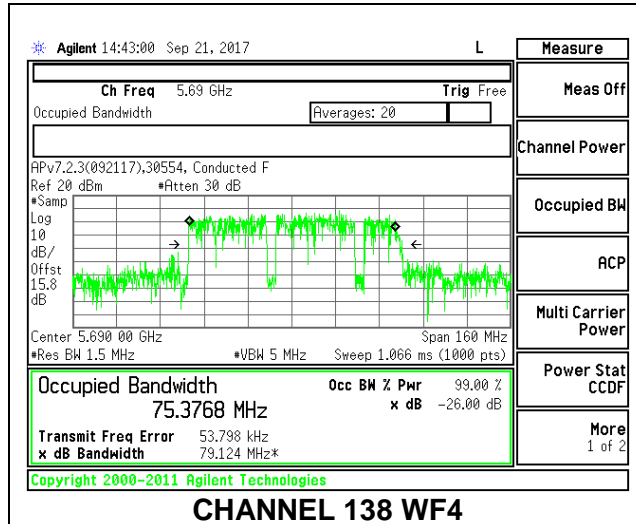 Agilent 14:43:00 Sep 21, 2017 L Measure
Ch Freq 5.69 GHz Trig Free
Meas Off
Occupied Bandwidth Averages: 20
Channel Power
APv7.2.3(092117),30554, Conducted F
Ref 20 dBm #Atten 30 dB
#Samp
Log
10
dB/
Offst
15.8
dB
Occupied BW
ACP
Center 5.690 00 GHz Span 160 MHz
#Res BW 1.5 MHz #VBW 5 MHz Sweep 1.066 ms (1000 pts)
Multi Carrier
Power
Occupied Bandwidth Occ BW % Pwr 99.00 %
75.3768 MHz x dB -26.00 dB
Transmit Freq Error 53.798 kHz
x dB Bandwidth 79.124 MHz*
Power Stat
CCDF
More
1 of 2
Copyright 2000-2011 Agilent Technologies
CHANNEL 138 WF4